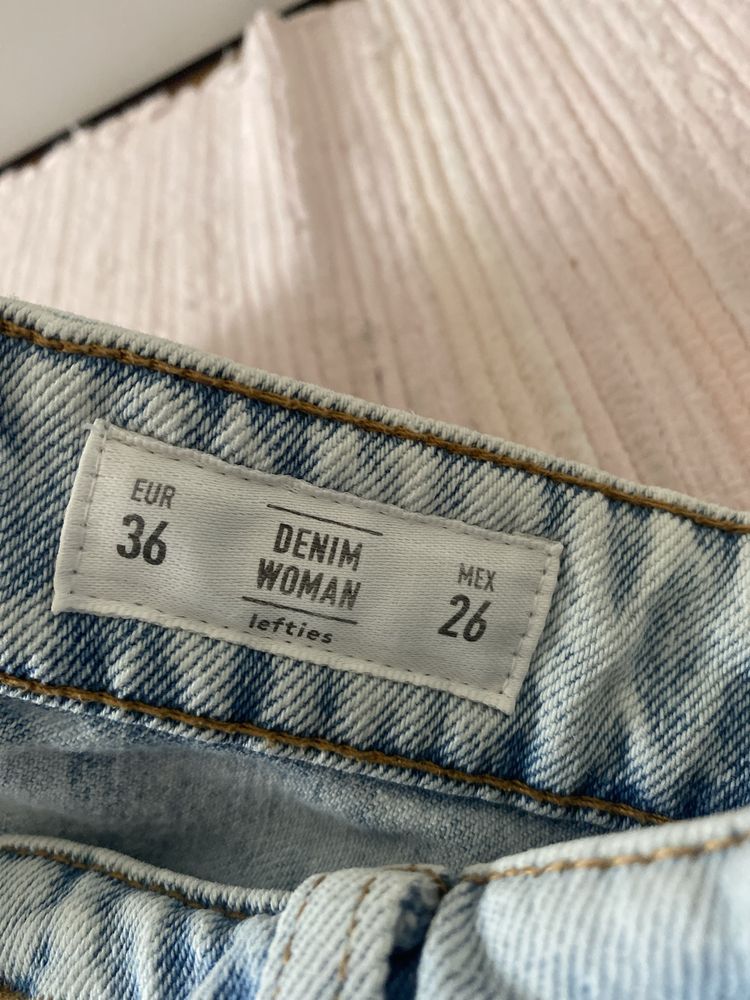 EUR
36
DENIM
WOMAN
lefties
MEX
26